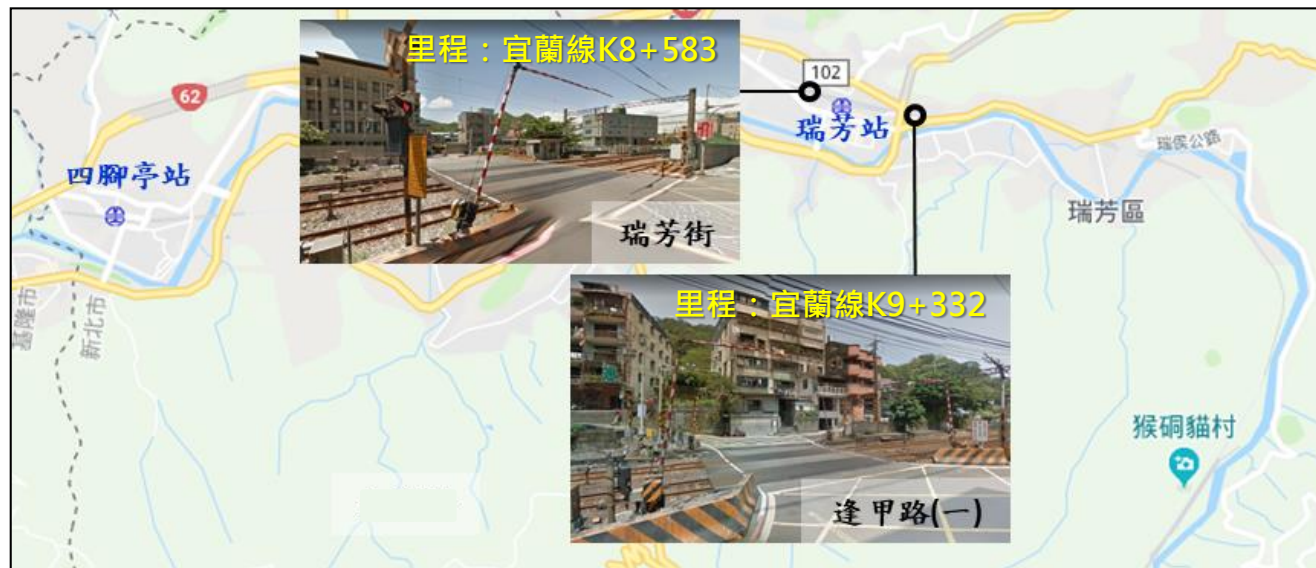 里程：宜蘭線K8+583
62
102
瑞芳站
瑞侯公路
四腳亭站
瑞芳街
瑞芳區
里程：宜蘭線K9+332
基隆市
新北市
猴硐貓村
逢甲路(一)